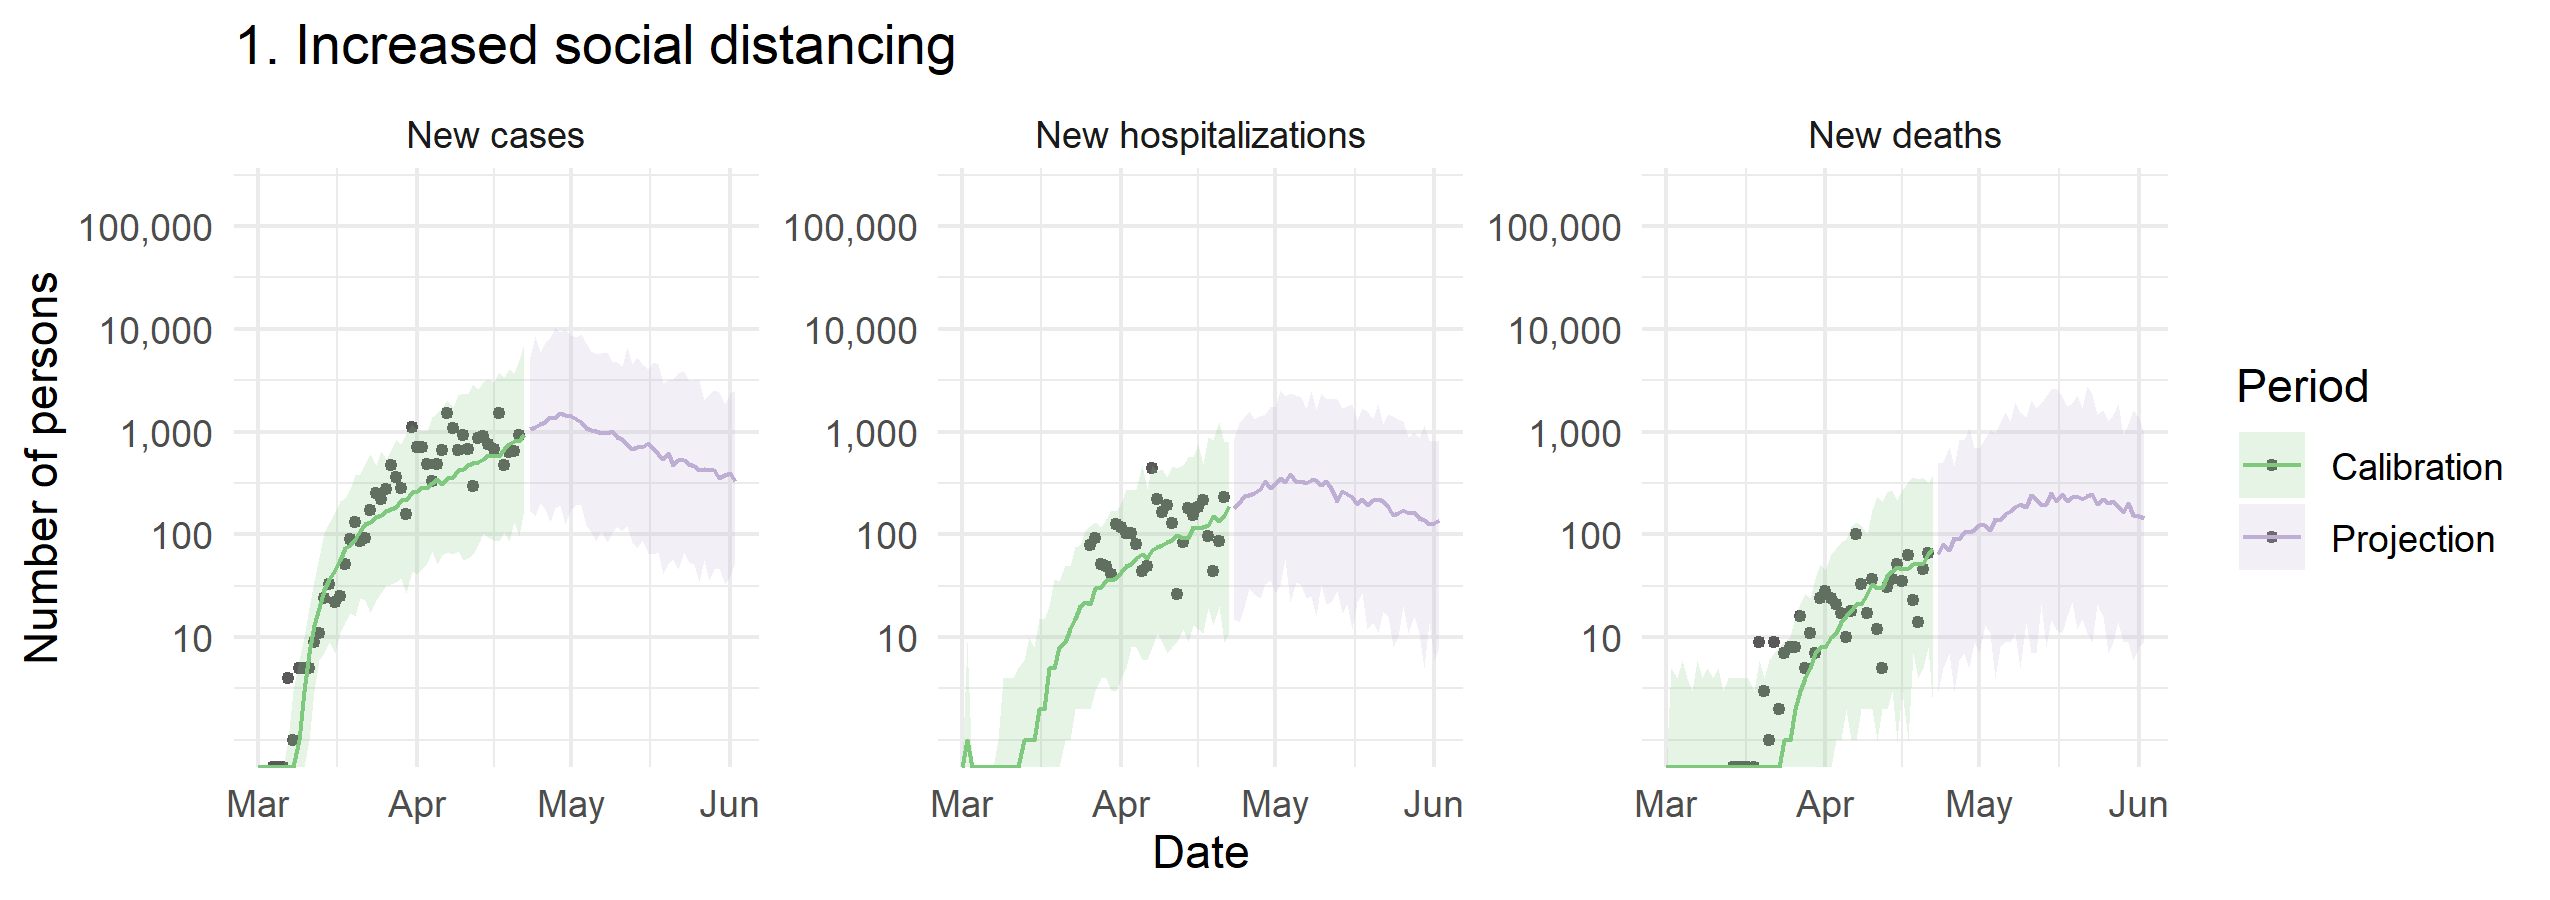 1. Increased social distancing
New cases
New hospitalizations
New deaths
Number of persons
100,000
10,000
1,000
100
10
100,000
10,000
1,000
100
10
100,000
10,000
1,000
100
10
Mar Apr May Jun
Mar Apr May Jun
Mar Apr May Jun
Date
Period
Calibration
Projection